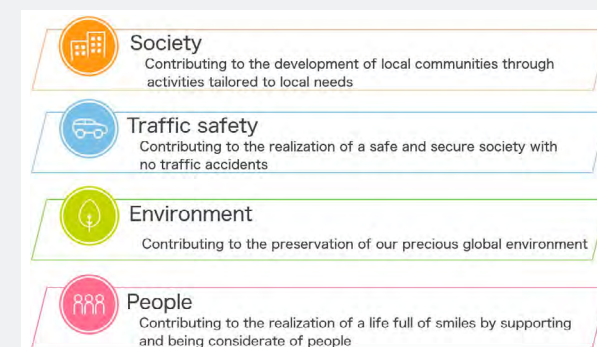 Society
Contributing to the development of local communities through
activities tailored to local needs
Traffic safety
Contributing to the realization of a safe and secure society with
no traffic accidents
Environment
Contributing to the preservation of our precious global environment
People
Contributing to the realization of a life full of smiles by supporting
and being considerate of people